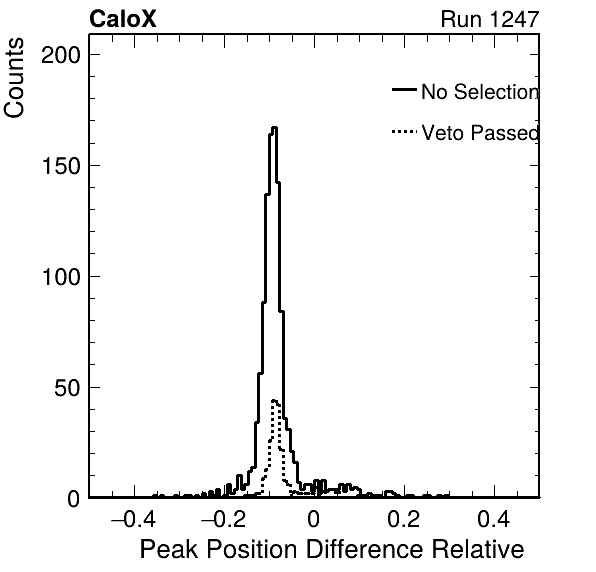 CaloX Run 1247
Counts
200
150
100
50
0
No Selection
Veto Passed
−0.4 −0.2 0 0.2 0.4
Peak Position Difference Relative